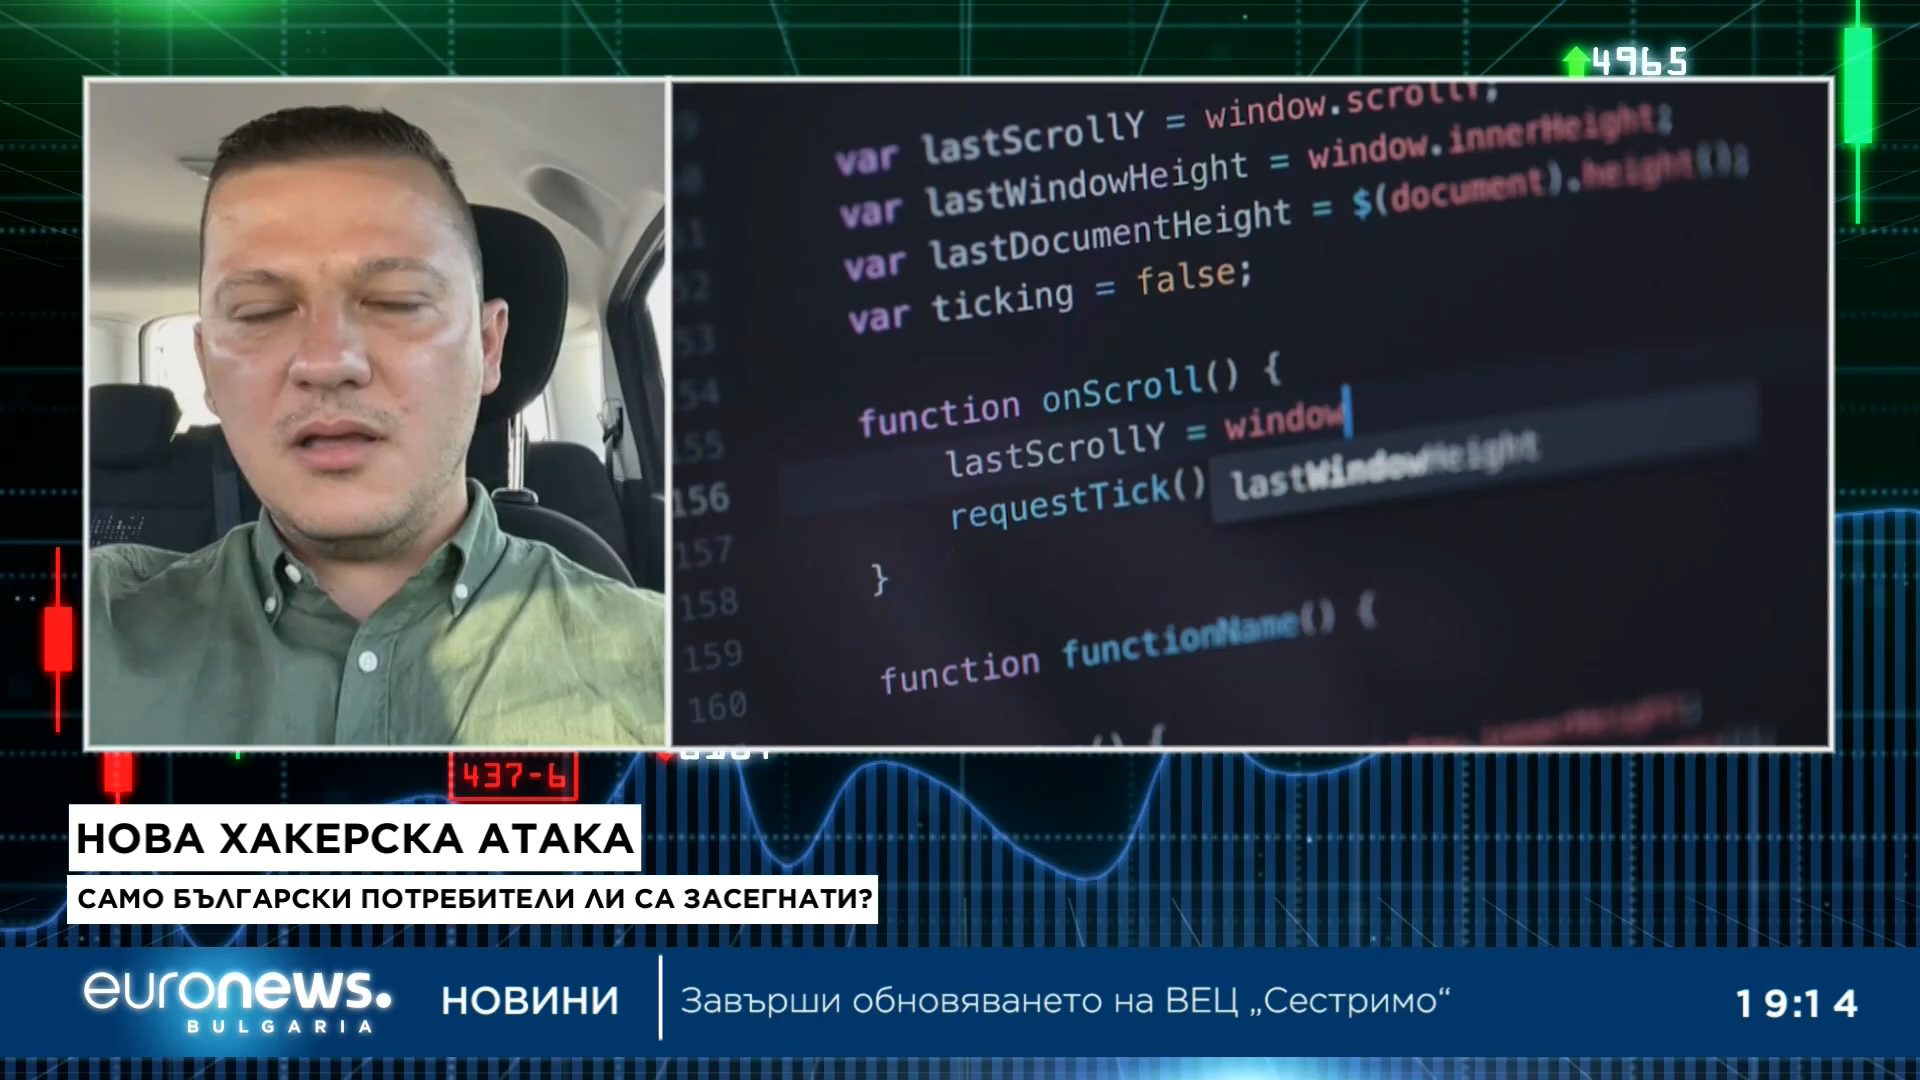 4965
var lastScrollY = window.scrollY;
var lastWindowHeight = window.innerHeight;
var lastDocumentHeight = $(document).height();
var ticking = false;
function onScroll() {
lastScrollY = window
156 requestTick() lastWindowHeight
157
158 }
159 function functionName() {
160
437-6
НОВА ХАКЕРСКА АТАКА
САМО БЪЛГАРСКИ ПОТРЕБИТЕЛИ ЛИ СА ЗАСЕГНАТИ?
euronews.
BULGARIA
НОВИНИ
Завърши обновяването на ВЕЦ „Сестримо“
19:14